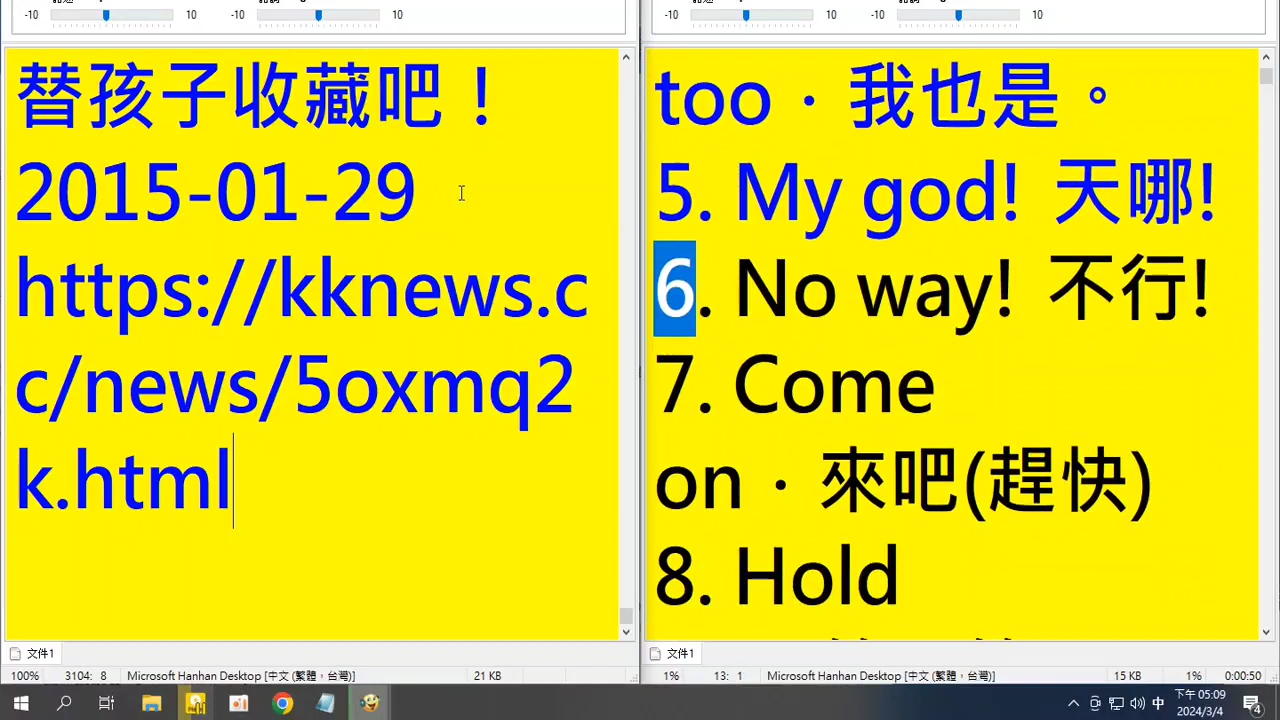 -10 10 -10 10
-10 10 -10 10
替孩子收藏吧！
2015-01-29
https://kknews.c
c/news/5oxmq2
k.html
too．我也是。
5. My god! 天哪!
6. No way! 不行!
7. Come
on．來吧(趕快)
8. Hold
文件1
文件1
100% 3104: 8 Microsoft Hanhan Desktop [中文 (繁體，台灣)] 21 KB
1% 13: 1 Microsoft Hanhan Desktop [中文 (繁體，台灣)] 15 KB 1% 0:00:50
中
下午 05:09
2024/3/4
4